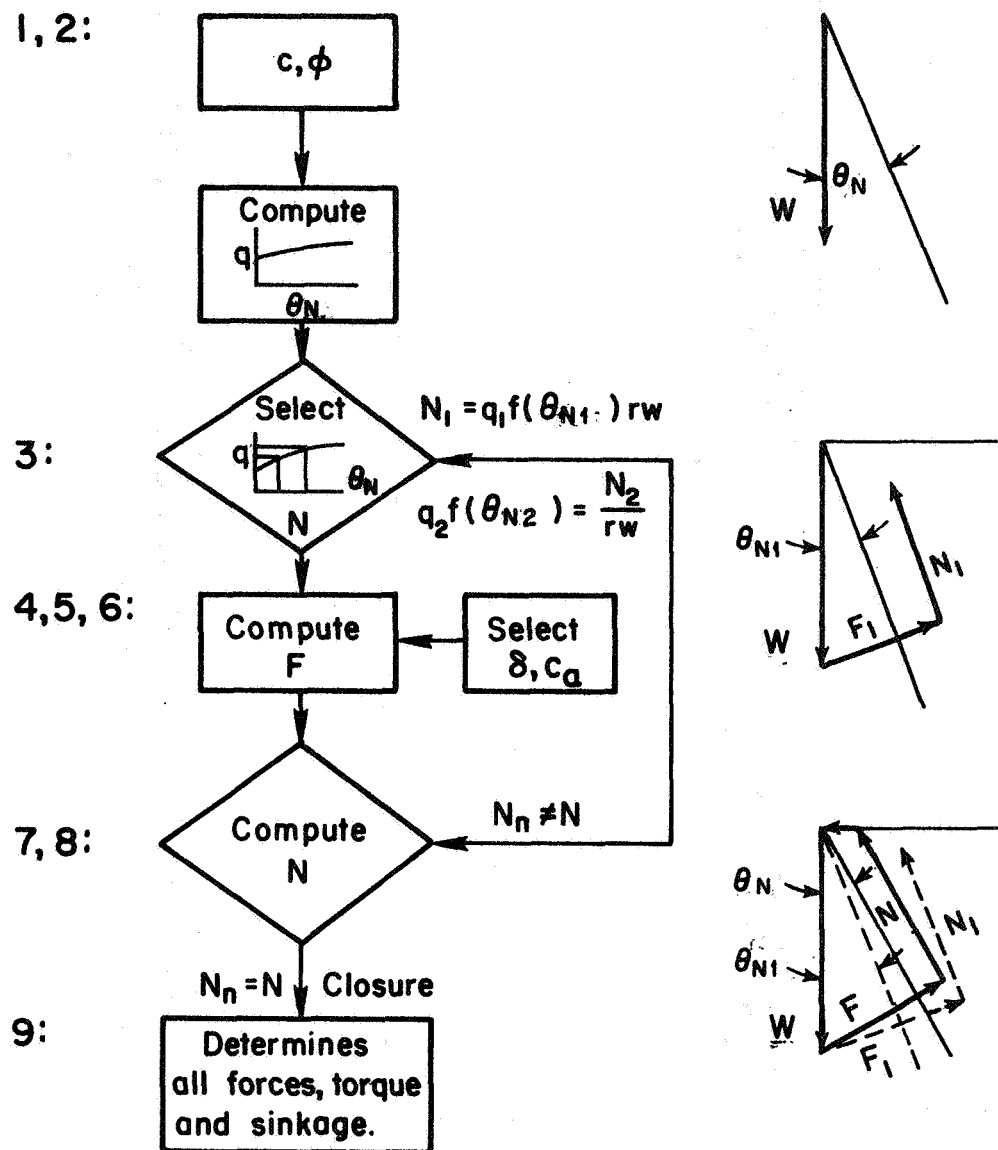 1, 2:
c, ϕ
Compute
q
θN.
3:
Select
q
θN
N
N1 = q1 f(θN1.) rw
q2 f(θN2) = N2/rw
4,5, 6:
Compute
F
Select
δ, ca
7, 8:
Compute
N
Nn ≠ N
Nn = N Closure
9:
Determines
all forces, torque
and sinkage.
θN
W
θN1
N1
F1
W
θN
N
N1
θN1
F
W
F1